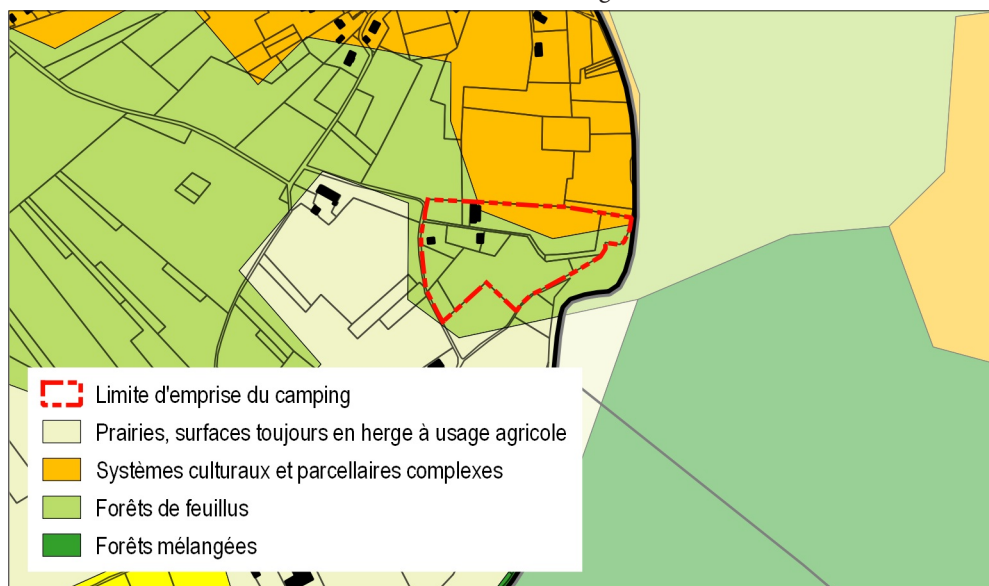 Limite d'emprise du camping
Prairies, surfaces toujours en herge à usage agricole
Systèmes culturaux et parcellaires complexes
Forêts de feuillus
Forêts mélangées